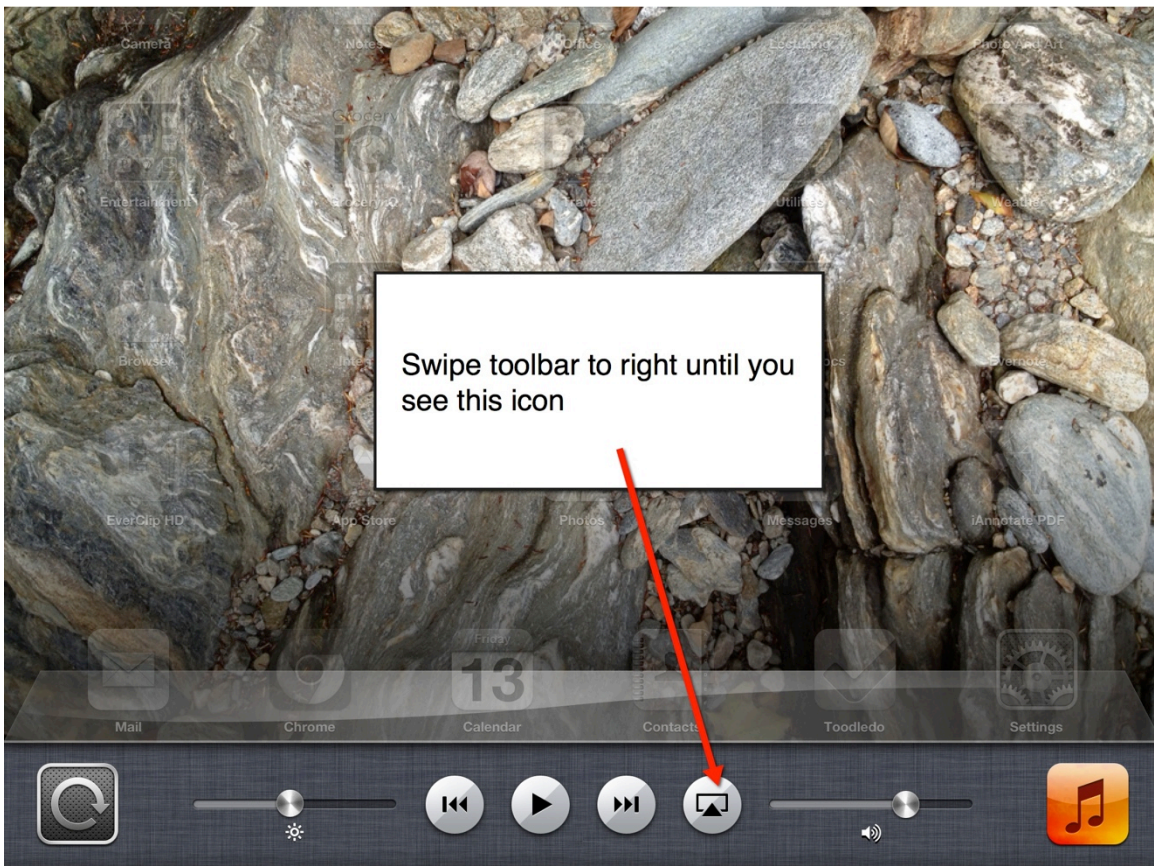 Camera
Notes
Office
Lecturing
Photo And Art
Entertainment
Grocery IQ
Travel
Utilities
Weather
Browser
Swipe toolbar to right until you
see this icon
Evernote
EverClip HD
App Store
Photos
Messages
iAnnotate PDF
Friday
13
Mail
Chrome
Calendar
Contacts
Toodledo
Settings